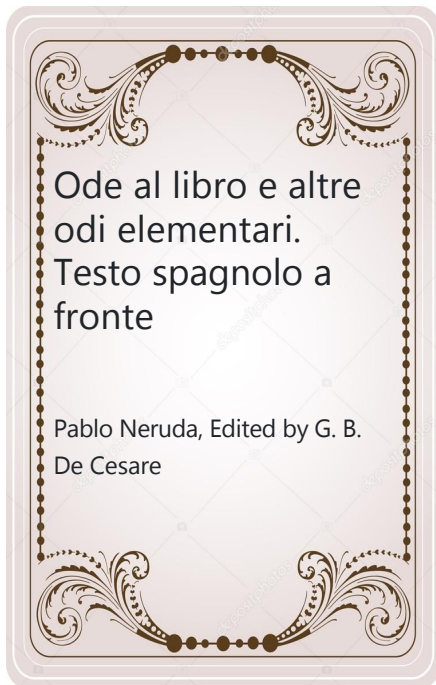 Ode al libro e altre
odi elementari.
Testo spagnolo a
fronte
Pablo Neruda, Edited by G. B.
De Cesare